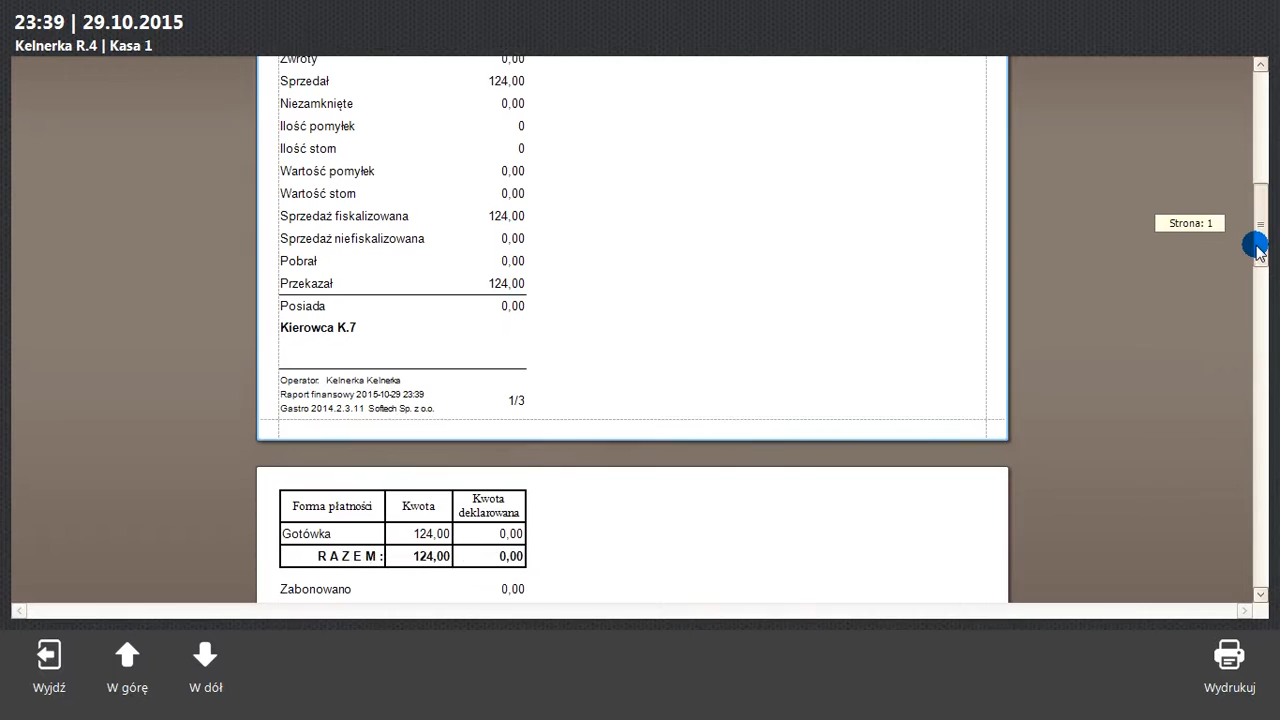 23:39 | 29.10.2015
Kelnerka R.4 | Kasa 1
Zwroty 0,00
Sprzedał 124,00
Niezamknięte 0,00
Ilość pomyłek 0
Ilość storn 0
Wartość pomyłek 0,00
Wartość storn 0,00
Sprzedaż fiskalizowana 124,00
Sprzedaż niefiskalizowana 0,00
Pobrał 0,00
Przekazał 124,00
Posiada 0,00
Kierowca K.7
Operator: Kelnerka Kelnerka
Raport finansowy 2015-10-29 23:39
Gastro 2014.2.3.11 Softech Sp. z o.o.
1/3
Strona: 1
Forma płatności Kwota Kwota deklarowana
Gotówka 124,00 0,00
R A Z E M : 124,00 0,00
Zabonowano 0,00
Wyjdź
W górę
W dół
Wydrukuj